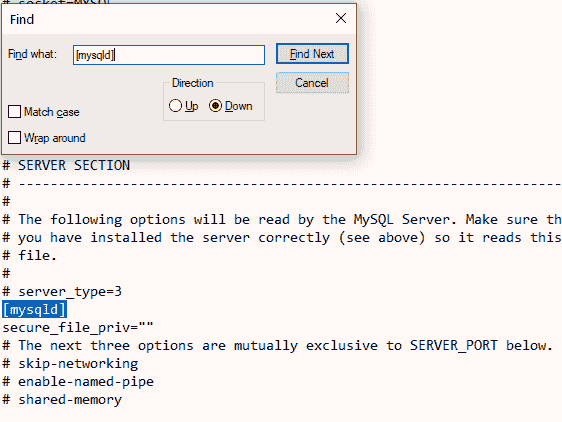 # socket=MYSQL
Find
Find what:
[mysqld]
Find Next
Direction
Cancel
Up
Down
Match case
Wrap around
# SERVER SECTION
# ----------------------------------------------------------------------
#
# The following options will be read by the MySQL Server. Make sure th
# you have installed the server correctly (see above) so it reads this
# file.
#
# server_type=3
[mysqld]
secure_file_priv=""
# The next three options are mutually exclusive to SERVER_PORT below.
# skip-networking
# enable-named-pipe
# shared-memory